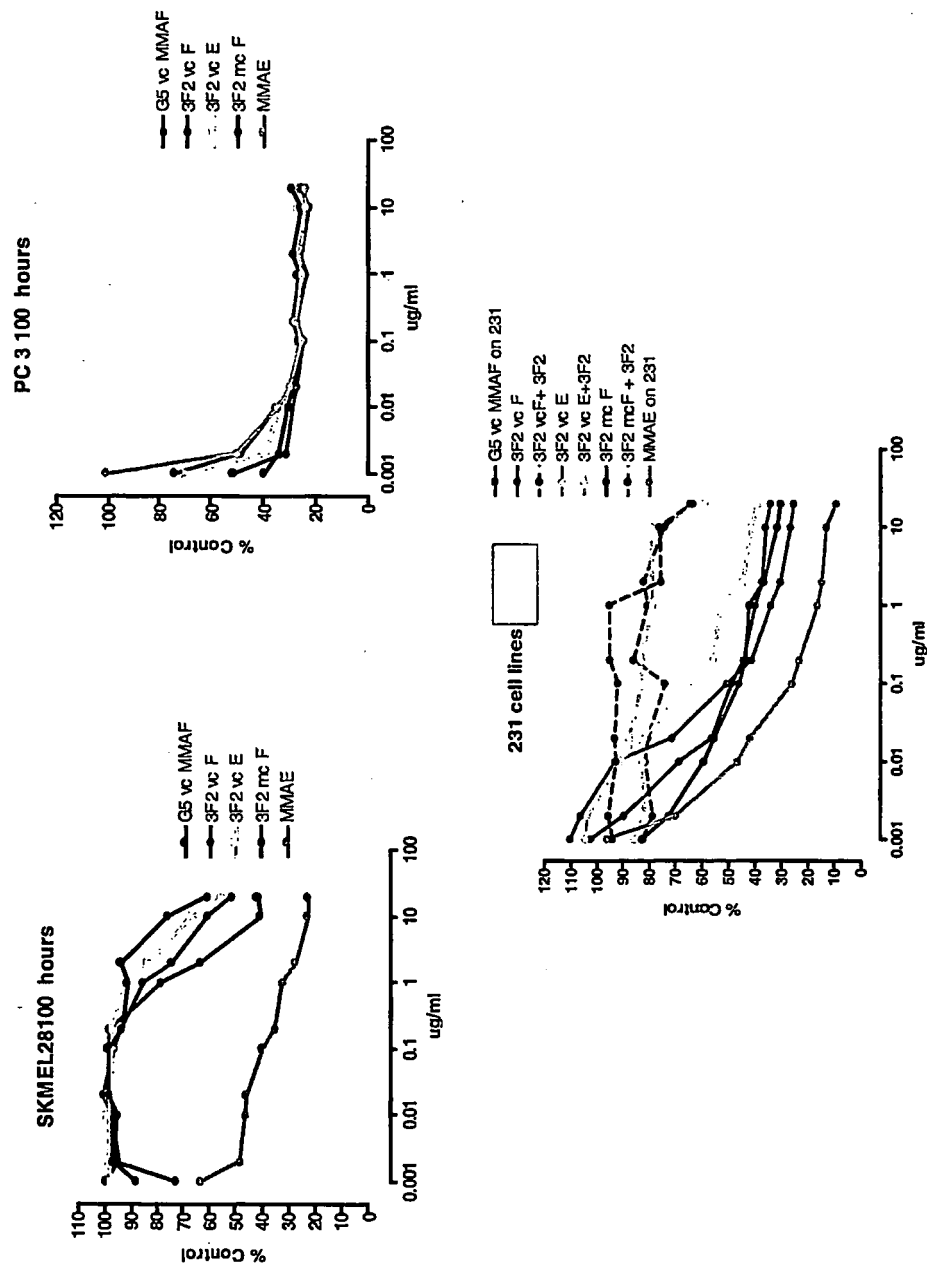 SKMEL28100 hours
% Control
110
100
90
80
70
60
50
40
30
20
10
0
0.001
0.01
0.1
1
10
100
ug/ml
G5 vc MMAF
3F2 vc F
3F2 vc E
3F2 mc F
MMAE
PC 3 100 hours
% Control
120
100
80
60
40
20
0
0.001
0.01
0.1
1
10
100
ug/ml
G5 vc MMAF
3F2 vc F
3F2 vc E
3F2 mc F
MMAE
231 cell lines
% Control
120
110
100
90
80
70
60
50
40
30
20
10
0
0.001
0.01
0.1
1
10
100
ug/ml
G5 vc MMAF on 231
3F2 vc F
3F2 vcF+ 3F2
3F2 vc E
3F2 vc E+3F2
3F2 mc F
3F2 mcF + 3F2
MMAE on 231